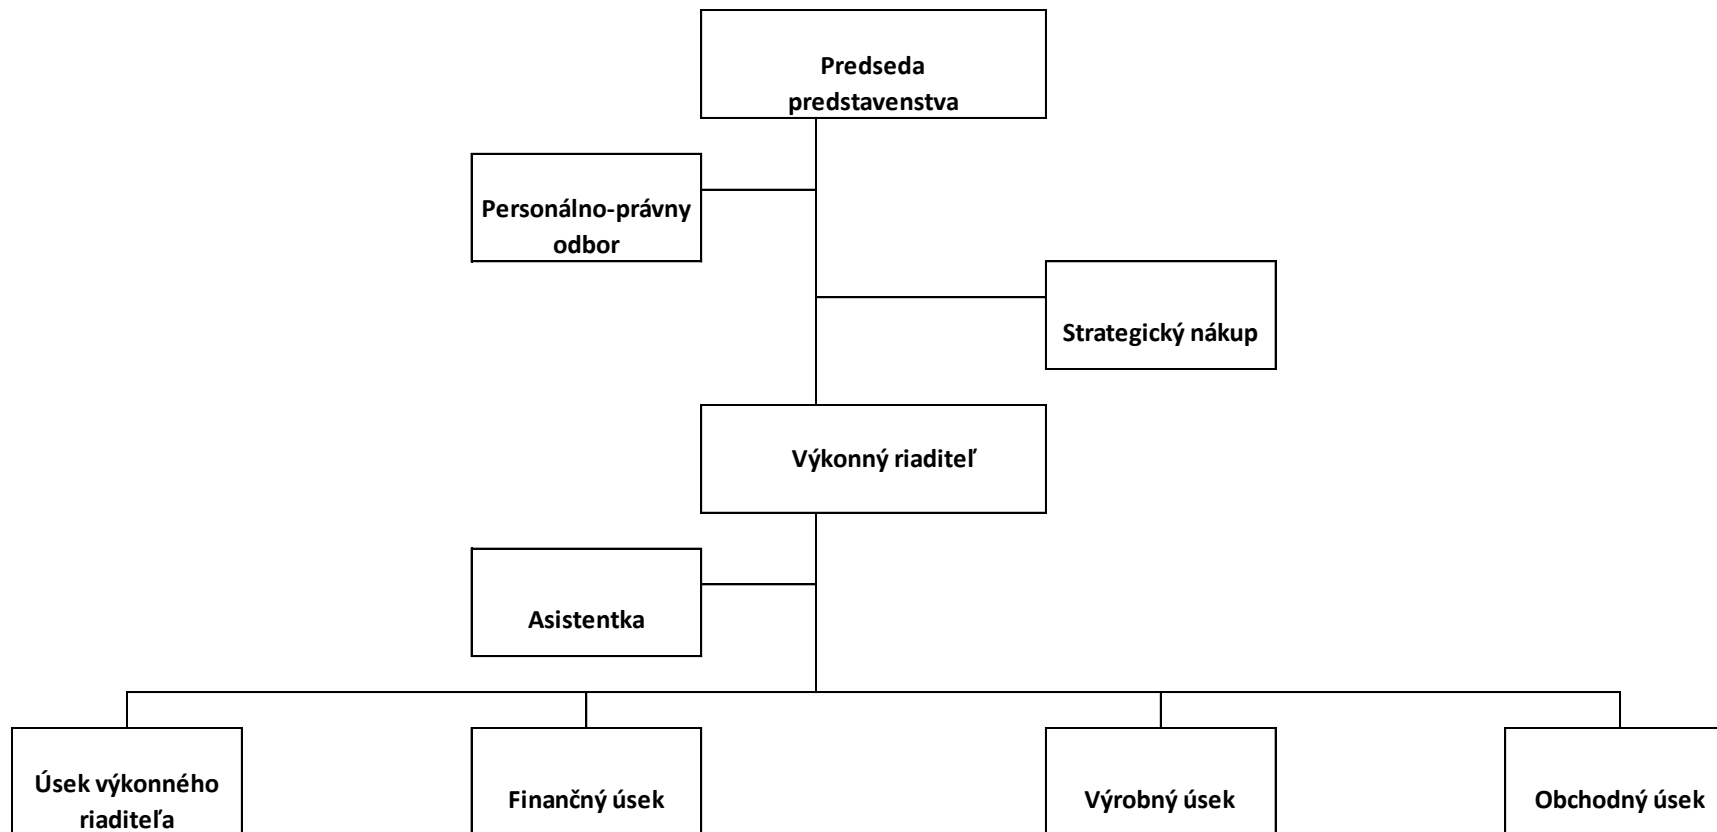 Predseda
predstavenstva
Personálno-právny
odbor
Strategický nákup
Výkonný riaditeľ
Asistentka
Úsek výkonného
riaditeľa
Finančný úsek
Výrobný úsek
Obchodný úsek